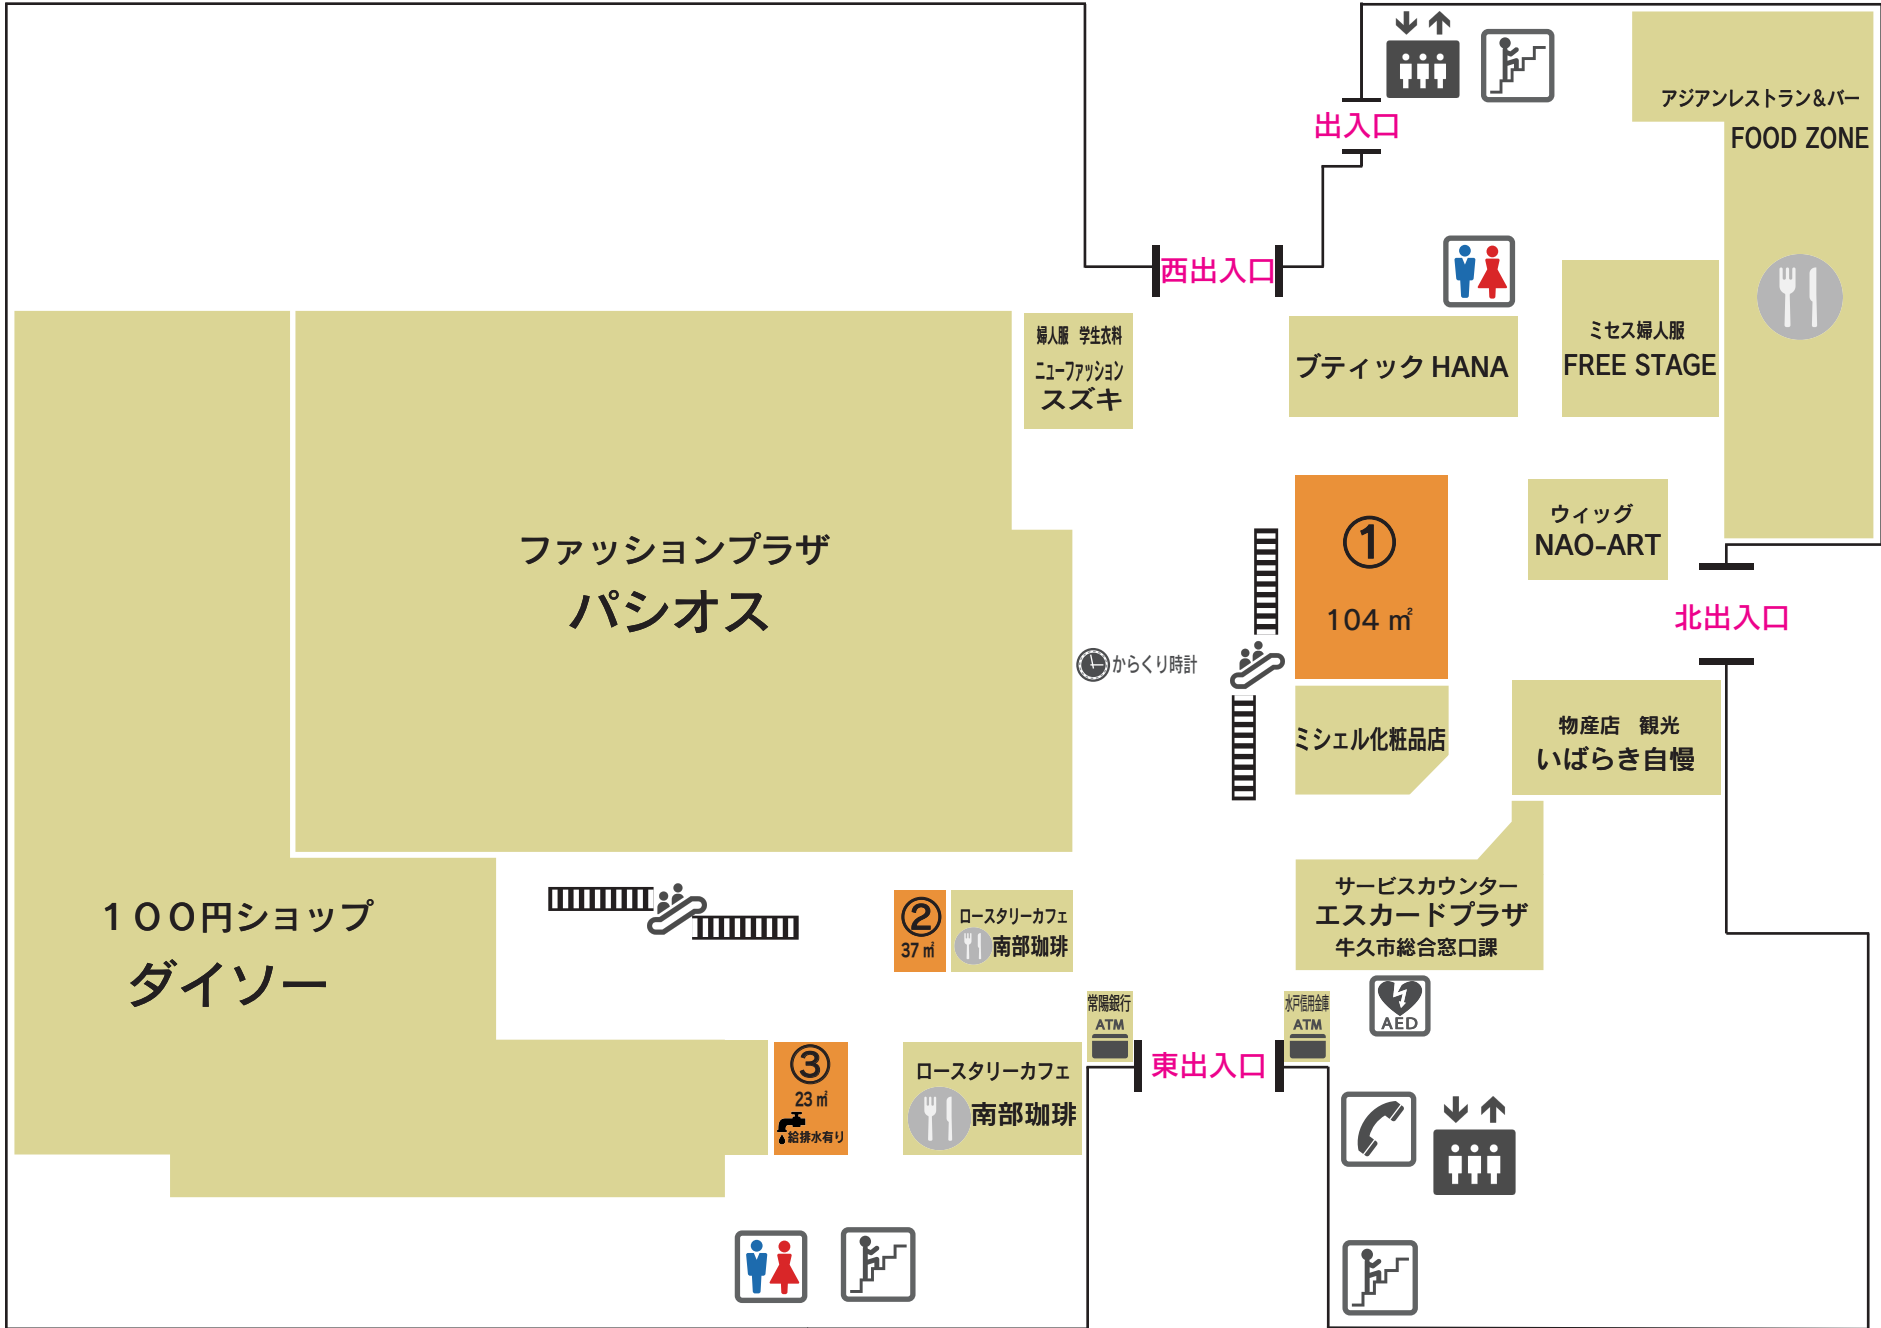 出入口
アジアンレストラン&バー
FOOD ZONE
西出入口
婦人服 学生衣料
ニューファッション
スズキ
ブティック HANA
ミセス婦人服
FREE STAGE
ファッションプラザ
パシオス
①
104 ㎡
ウィッグ
NAO-ART
北出入口
からくり時計
ミシェル化粧品店
物産店 観光
いばらき自慢
100円ショップ
ダイソー
②
37 ㎡
ロースタリーカフェ
南部珈琲
サービスカウンター
エスカードプラザ
牛久市総合窓口課
常陽銀行
ATM
水戸信用金庫
ATM
AED
東出入口
③
23 ㎡
給排水有り
ロースタリーカフェ
南部珈琲